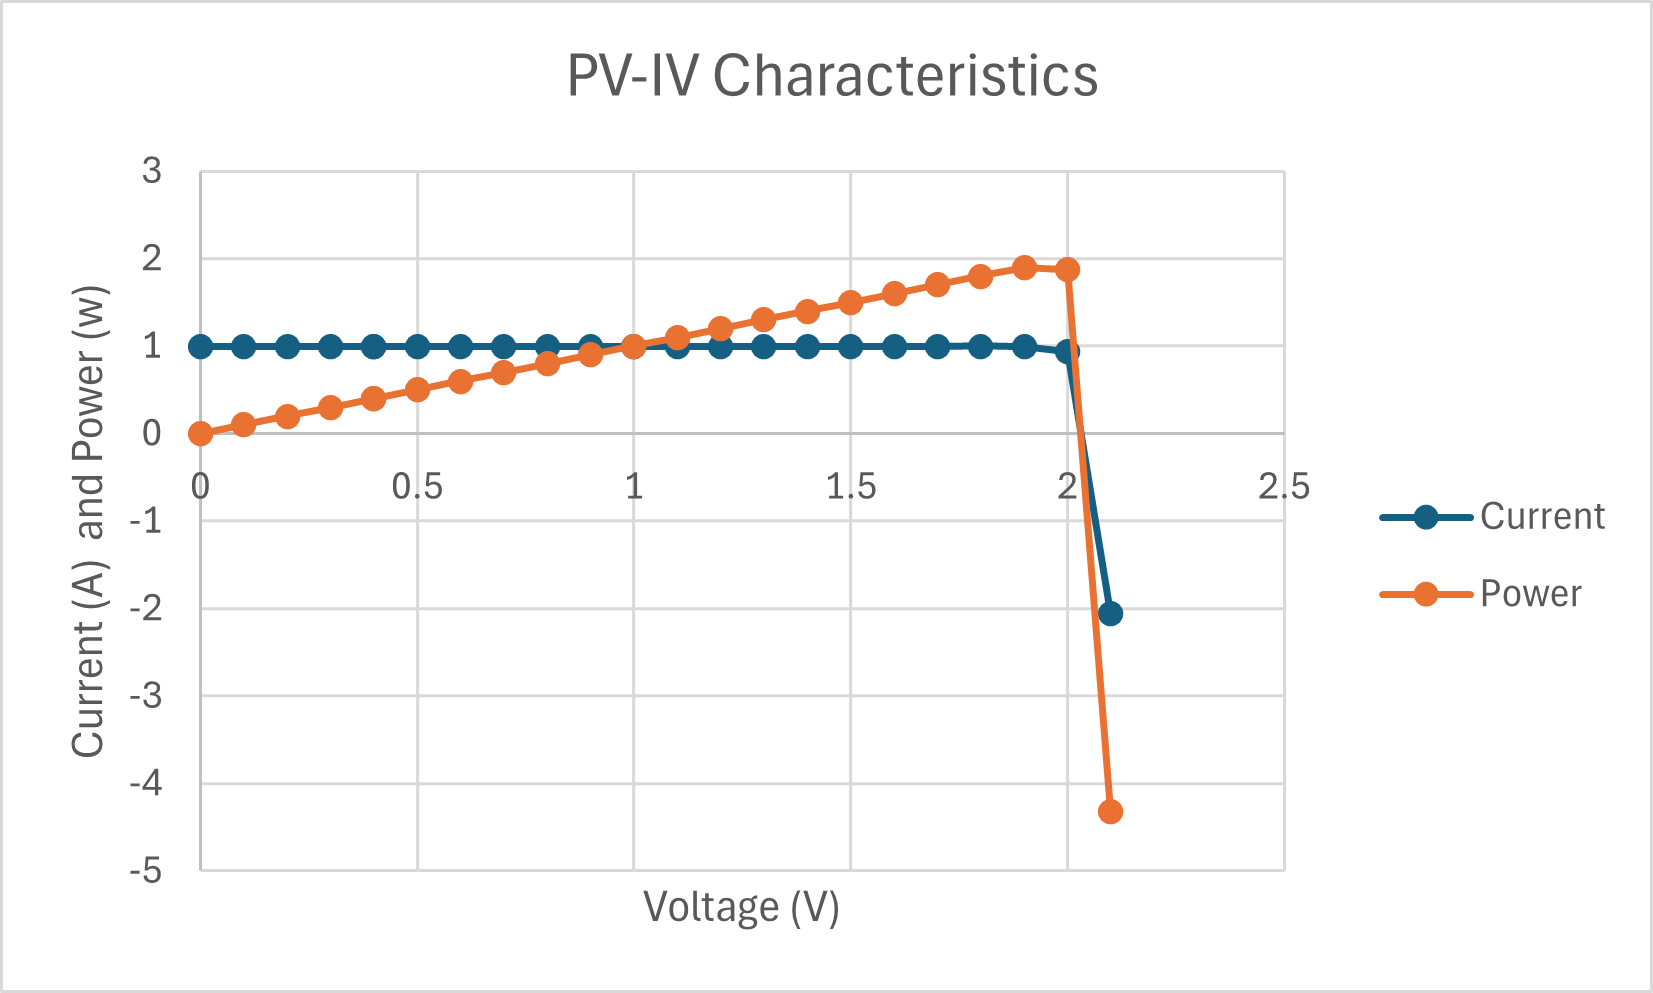 PV-IV Characteristics
Current (A) and Power (w)
3
2
1
0
-1
-2
-3
-4
-5
0 0.5 1 1.5 2 2.5
Voltage (V)
Current
Power